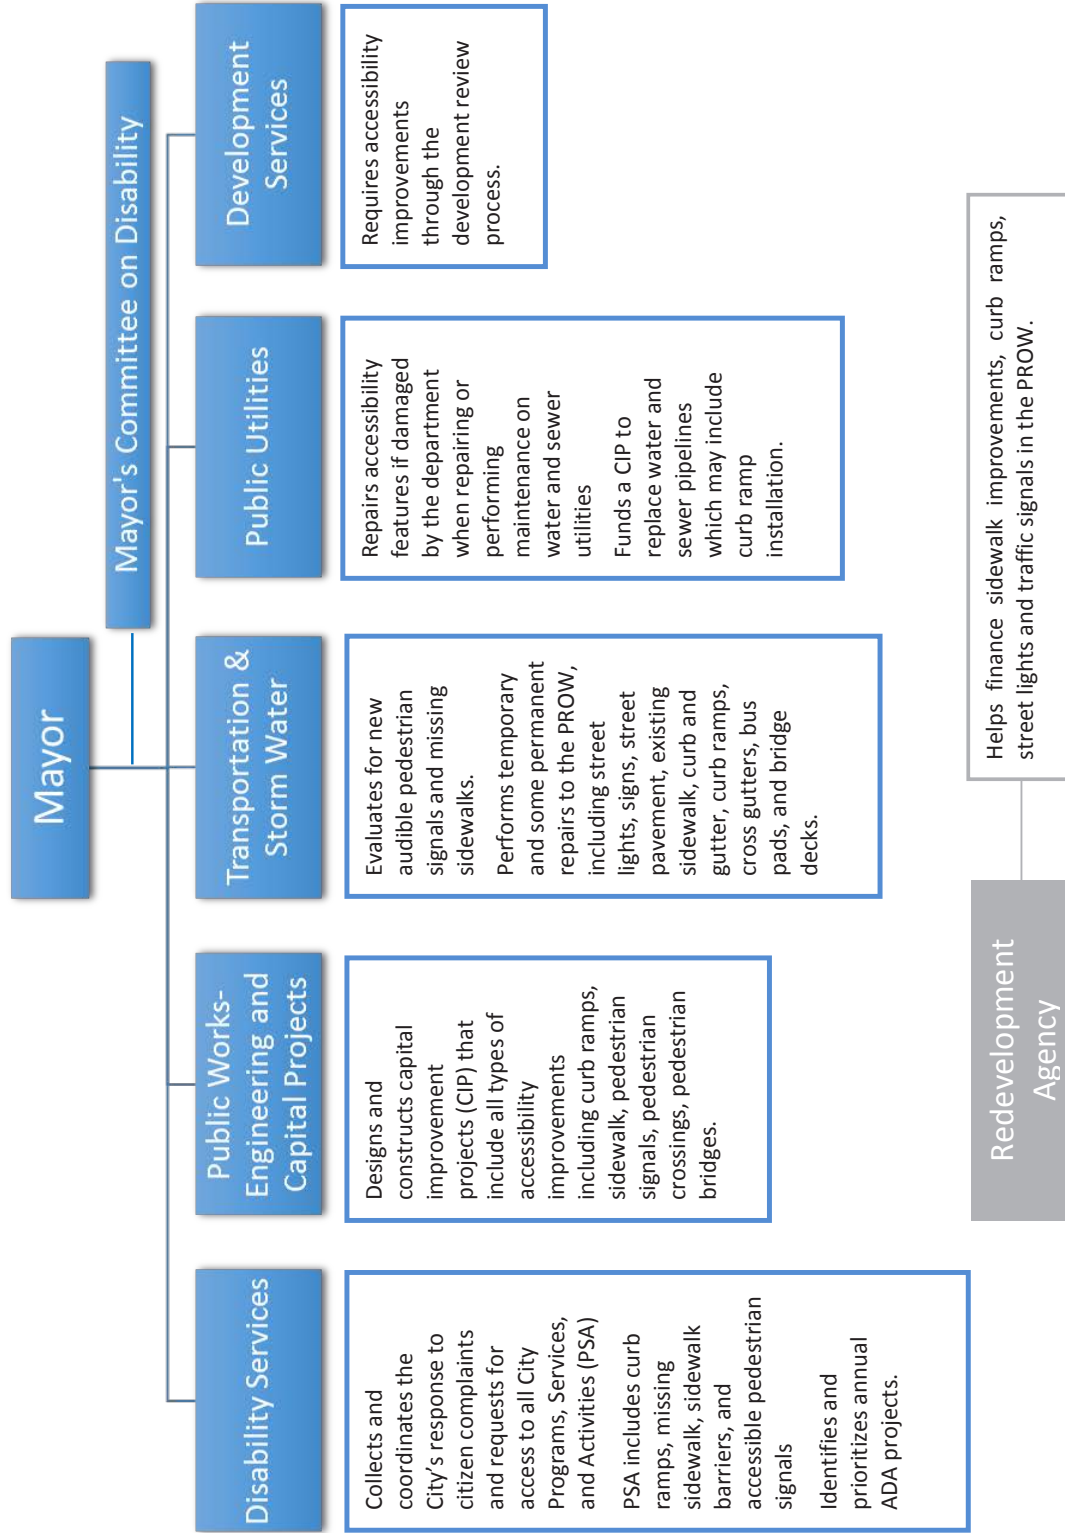 Mayor
Mayor's Committee on Disability
Disability Services
Collects and
coordinates the
City’s response to
citizen complaints
and requests for
access to all City
Programs, Services,
and Activities (PSA)
PSA includes curb
ramps, missing
sidewalk, sidewalk
barriers, and
accessible pedestrian
signals
Identifies and
prioritizes annual
ADA projects.
Public Works-
Engineering and
Capital Projects
Designs and
constructs capital
improvement
projects (CIP) that
include all types of
accessibility
improvements
including curb ramps,
sidewalk, pedestrian
signals, pedestrian
crossings, pedestrian
bridges.
Transportation &
Storm Water
Evaluates for new
audible pedestrian
signals and missing
sidewalks.
Performs temporary
and some permanent
repairs to the PROW,
including street
lights, signs, street
pavement, existing
sidewalk, curb and
gutter, curb ramps,
cross gutters, bus
pads, and bridge
decks.
Public Utilities
Repairs accessibility
features if damaged
by the department
when repairing or
performing
maintenance on
water and sewer
utilities
Funds a CIP to
replace water and
sewer pipelines
which may include
curb ramp
installation.
Development
Services
Requires accessibility
improvements
through the
development review
process.
Redevelopment
Agency
Helps finance sidewalk improvements, curb ramps,
street lights and traffic signals in the PROW.